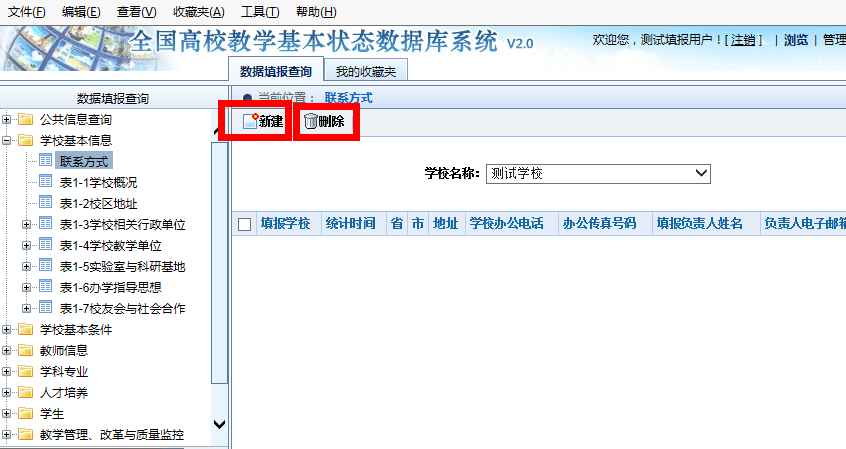 文件(F) 编辑(E) 查看(V) 收藏夹(A) 工具(T) 帮助(H)
全国高校教学基本状态数据库系统 V2.0
欢迎您，测试填报用户！[ 注销 ] | 浏览 | 管理
数据填报查询 我的收藏夹
数据填报查询
当前位置： 联系方式
公共信息查询
新建 删除
学校基本信息
联系方式
学校名称： 测试学校
表1-1学校概况
表1-2校区地址
填报学校 统计时间 省 市 地址 学校办公电话 办公传真号码 填报负责人姓名 负责人电子邮箱
表1-3学校相关行政单位
表1-4学校教学单位
表1-5实验室与科研基地
表1-6办学指导思想
表1-7校友会与社会合作
学校基本条件
教师信息
学科专业
人才培养
学生
教学管理、改革与质量监控